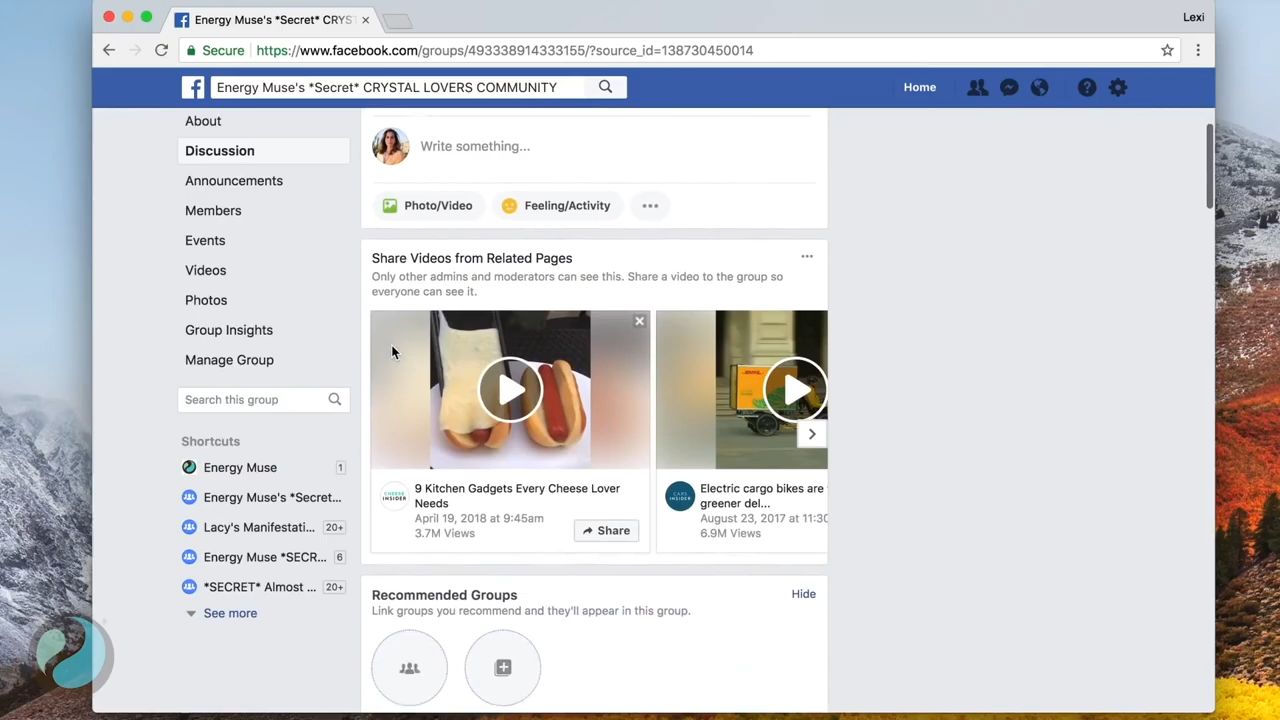 Energy Muse's *Secret* CRYS
Lexi
Secure
https://www.facebook.com/groups/493338914333155/?source_id=138730450014
Energy Muse's *Secret* CRYSTAL LOVERS COMMUNITY
Home
About
Discussion
Announcements
Members
Events
Videos
Photos
Group Insights
Manage Group
Search this group
Shortcuts
Energy Muse 1
Energy Muse's *Secret...
Lacy's Manifestati... 20+
Energy Muse *SECR... 6
*SECRET* Almost ... 20+
See more
Write something...
Photo/Video
Feeling/Activity
Share Videos from Related Pages
Only other admins and moderators can see this. Share a video to the group so
everyone can see it.
CHEESE
INSIDER
9 Kitchen Gadgets Every Cheese Lover
Needs
April 19, 2018 at 9:45am
3.7M Views
Share
CARS
INSIDER
Electric cargo bikes are
greener del...
August 23, 2017 at 11:30
6.9M Views
Recommended Groups
Hide
Link groups you recommend and they'll appear in this group.